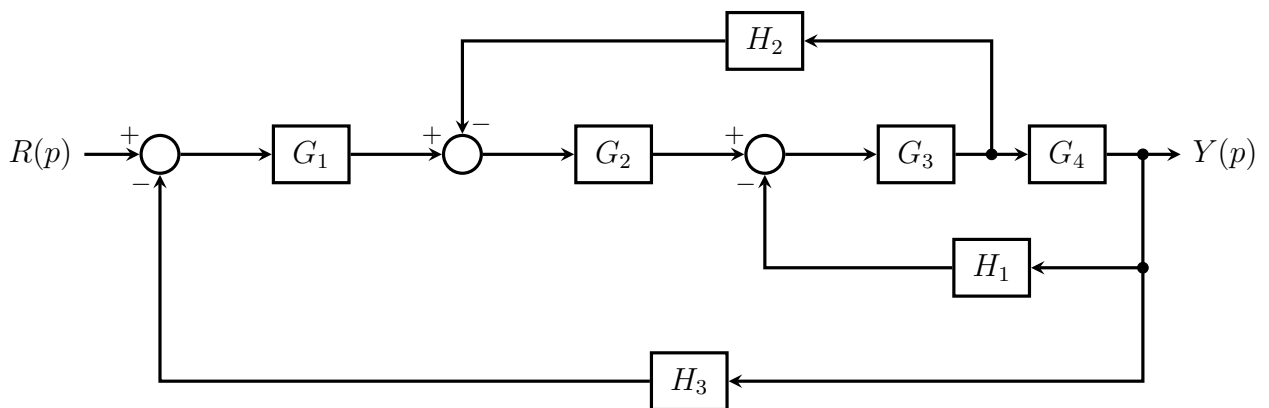 H₂
R(p) + − G₁ + − G₂ + − G₃ G₄ Y(p)
H₁
H₃